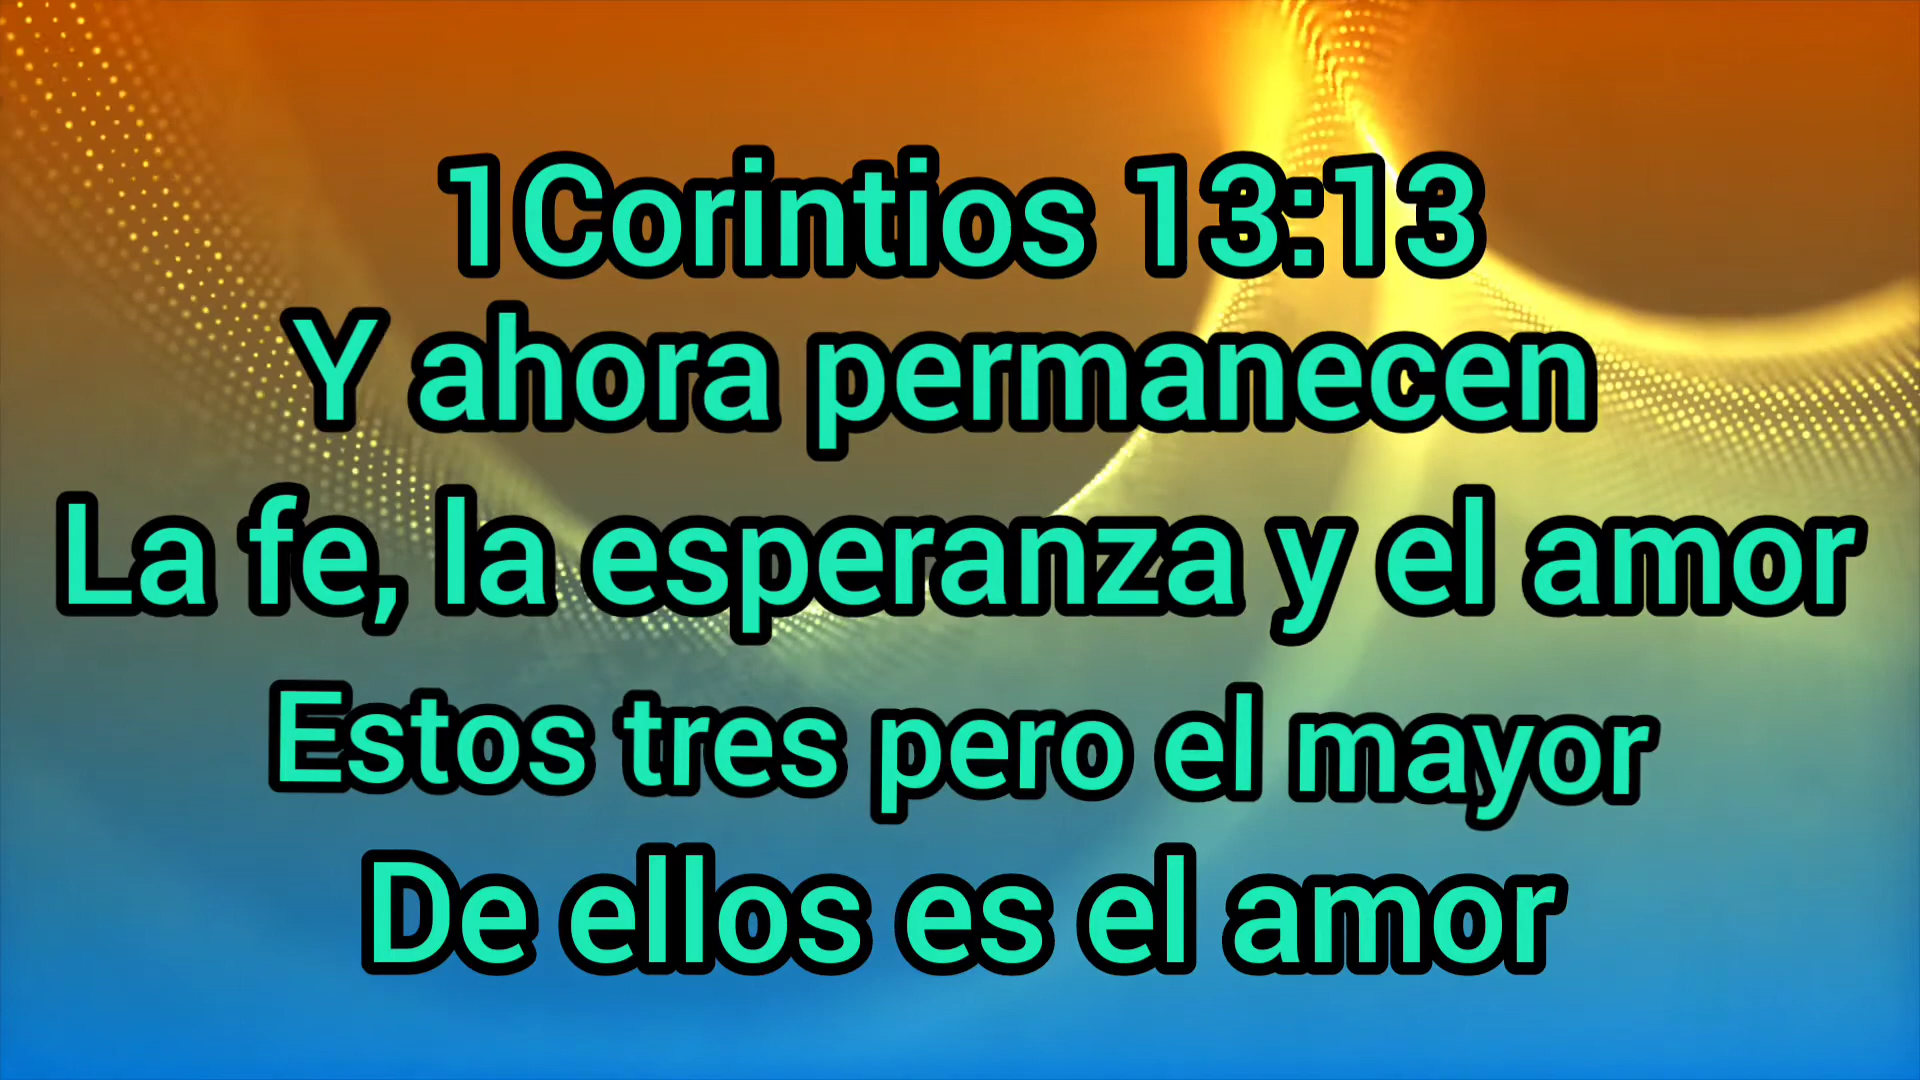 1Corintios 13:13
Y ahora permanecen
La fe, la esperanza y el amor
Estos tres pero el mayor
De ellos es el amor